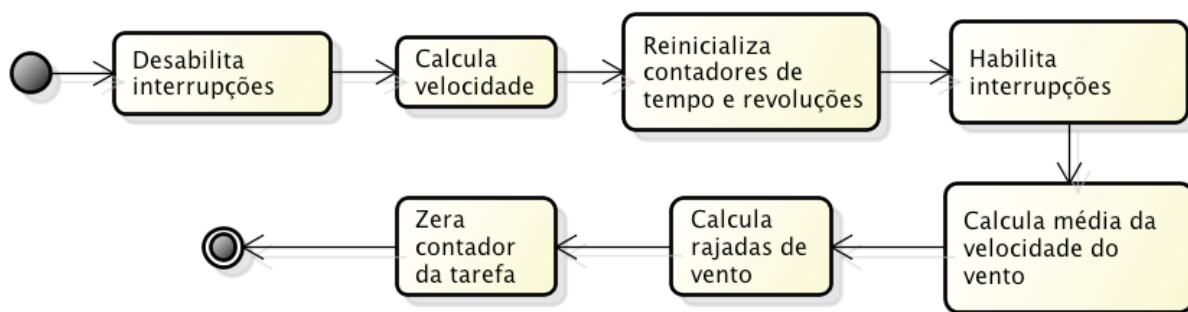 Desabilita
interrupções
Calcula
velocidade
Reinicializa
contadores de
tempo e revoluções
Habilita
interrupções
Calcula média da
velocidade do
vento
Calcula
rajadas de
vento
Zera
contador
da tarefa